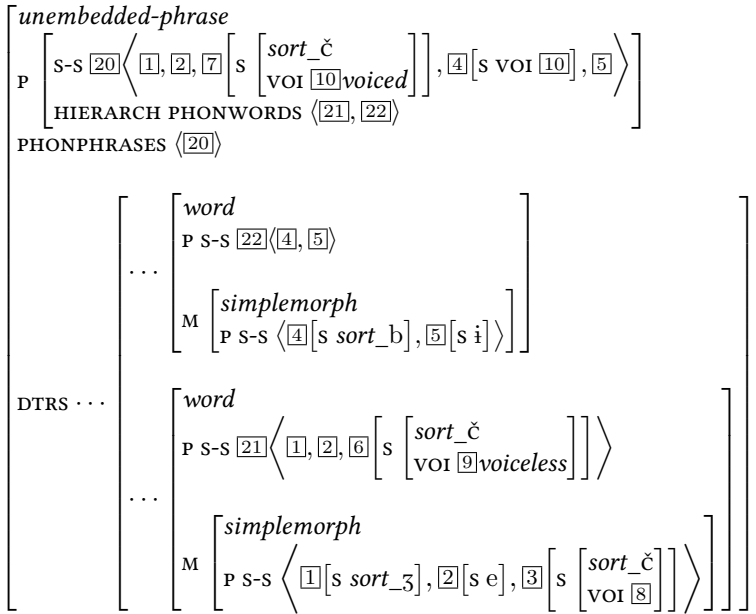 unembedded-phrase
P [S-S [20]⟨[1], [2], [7][S [sort_č
VOI [10]voiced]], [4][S VOI [10]], [5]⟩
HIERARCH PHONWORDS ⟨[21], [22]⟩]
PHONPHRASES ⟨[20]⟩
word
P S-S [22]⟨[4], [5]⟩
...
simplemorph
M [P S-S ⟨[4][S sort_b], [5][S ɨ]⟩]
DTRS ...
word
P S-S [21]⟨[1], [2], [6][S [sort_č
VOI [9]voiceless]]⟩
...
simplemorph
M [P S-S ⟨[1][S sort_ʒ], [2][S e], [3][S [sort_č
VOI [8]]]⟩]